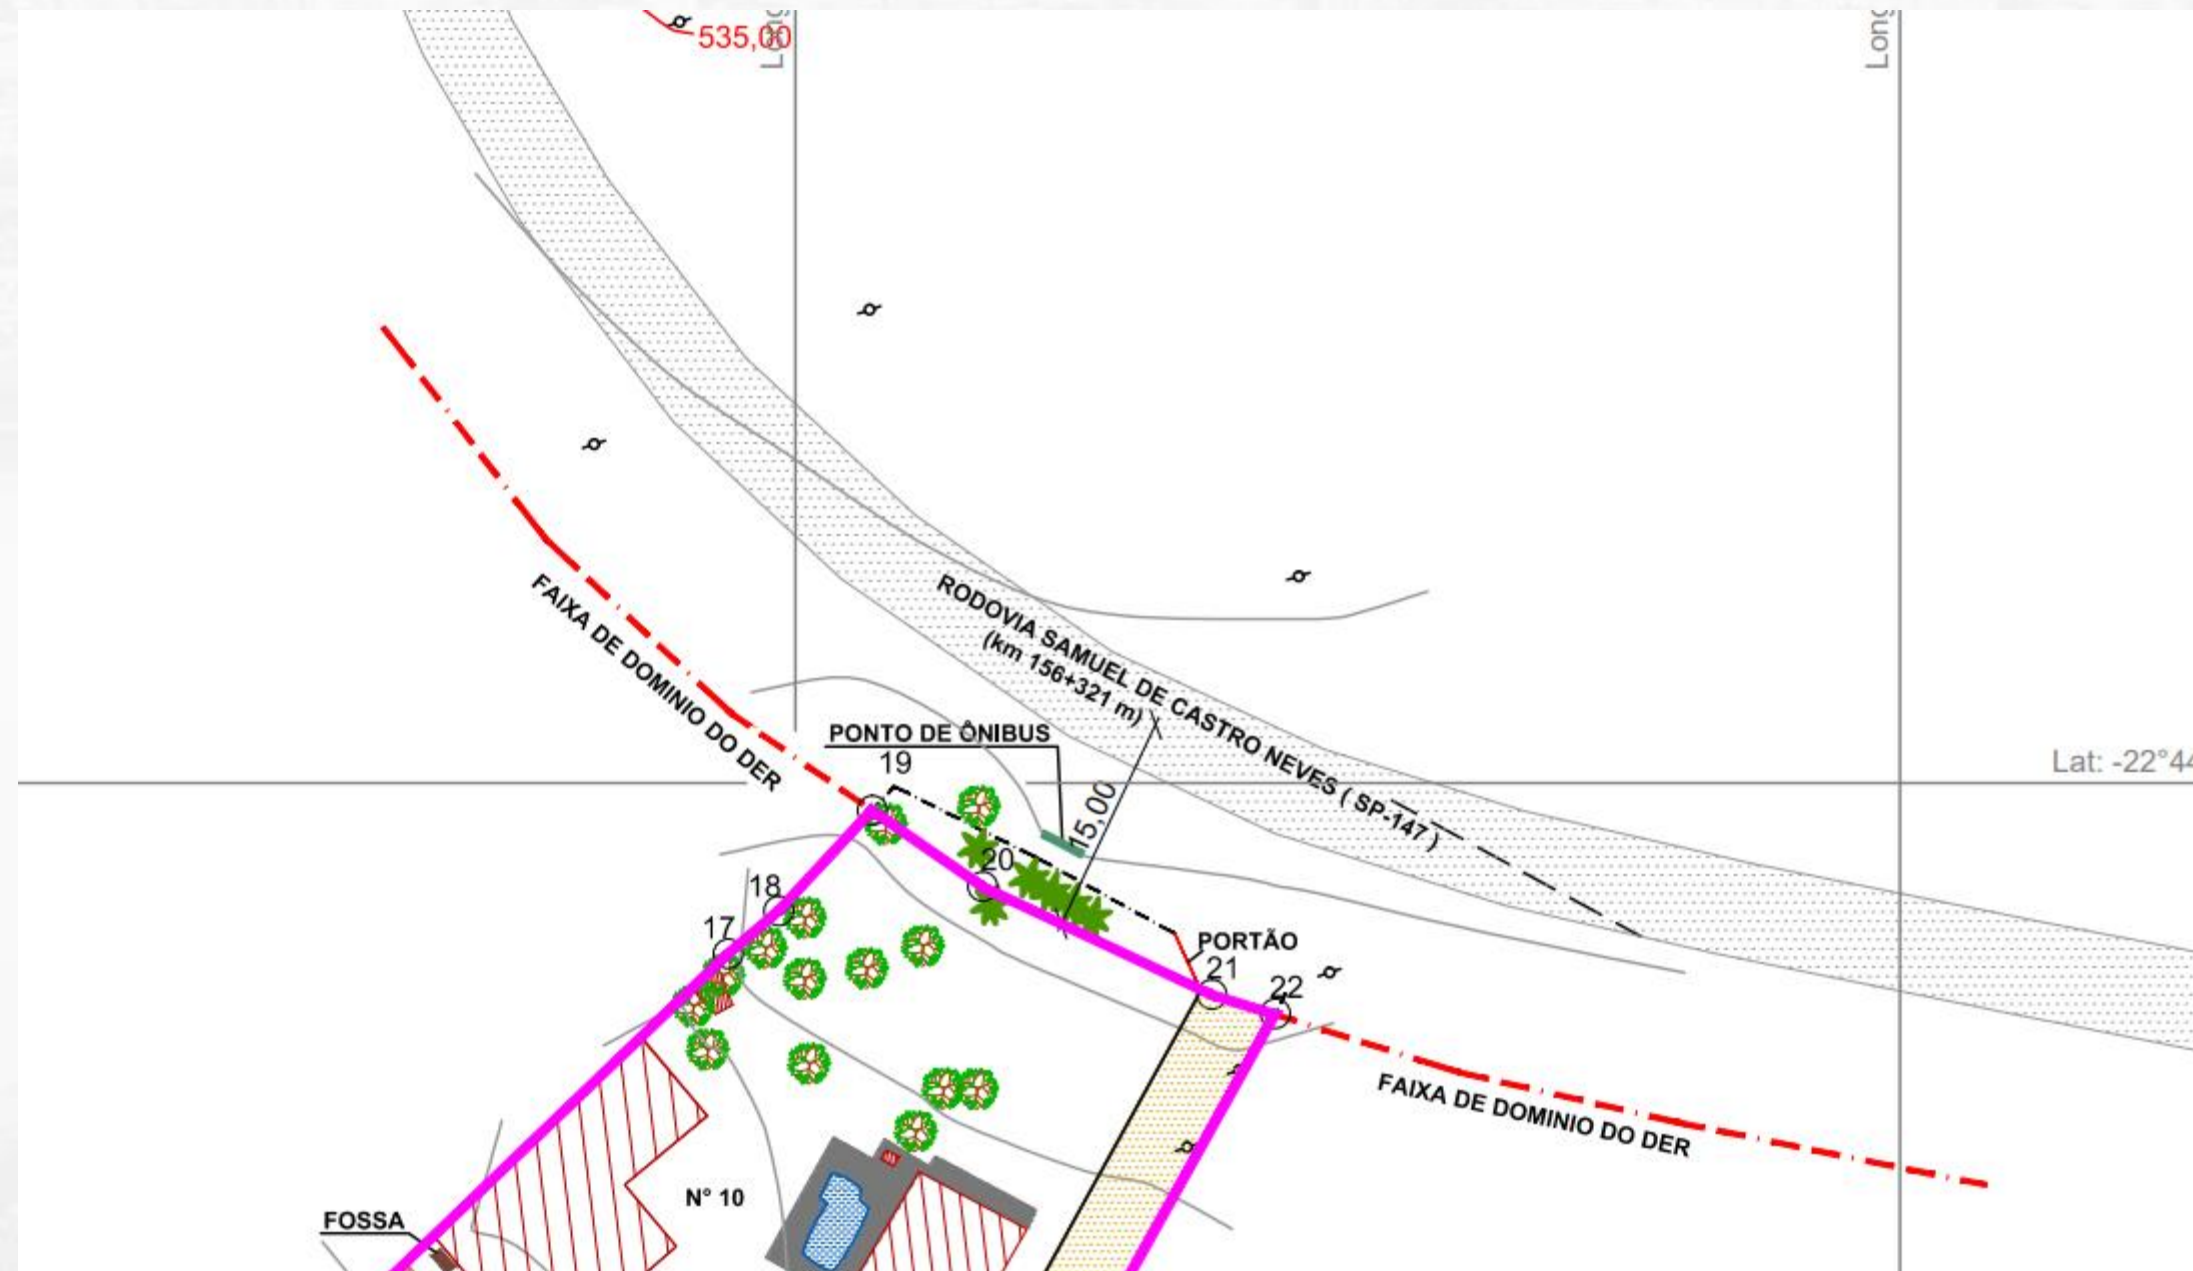 535,00
Long
Long
FAIXA DE DOMINIO DO DER
RODOVIA SAMUEL DE CASTRO NEVES ( SP-147 )
(km 156+321 m)
PONTO DE ÔNIBUS
Lat: -22°44
19
15,00
20
18
17
PORTÃO
21
22
FAIXA DE DOMINIO DO DER
N° 10
FOSSA